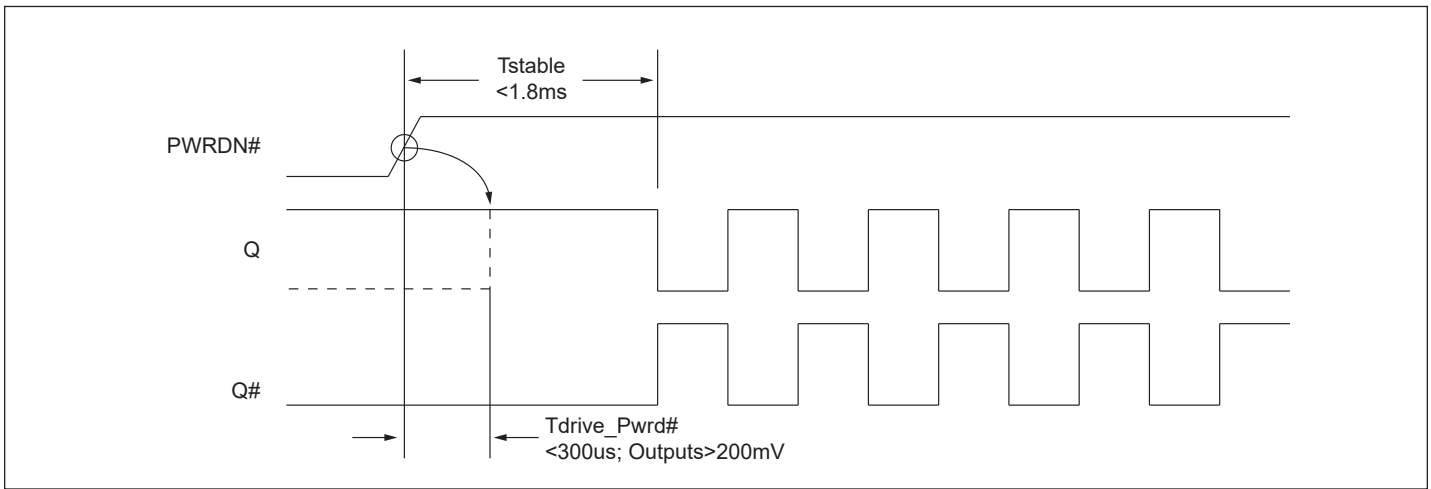 Tstable
<1.8ms
PWRDN#
Q
Q#
Tdrive_Pwrd#
<300us; Outputs>200mV